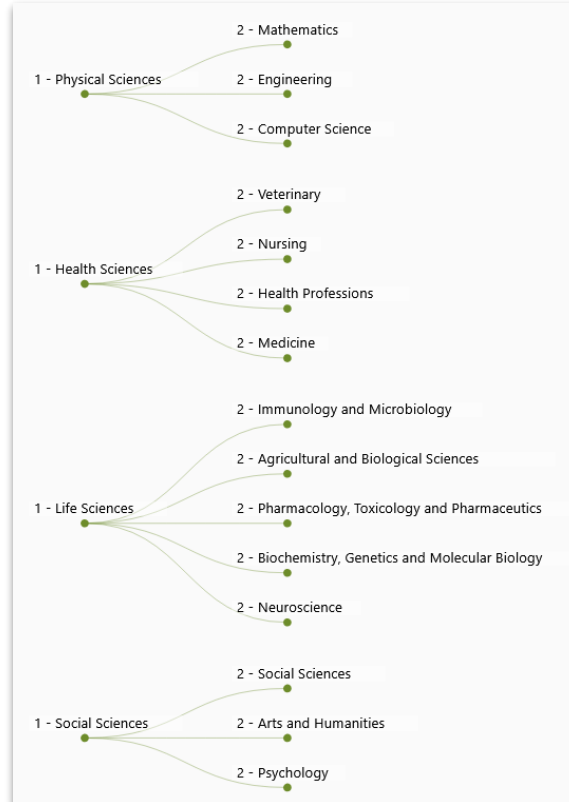 1 - Physical Sciences
2 - Mathematics
2 - Engineering
2 - Computer Science
1 - Health Sciences
2 - Veterinary
2 - Nursing
2 - Health Professions
2 - Medicine
1 - Life Sciences
2 - Immunology and Microbiology
2 - Agricultural and Biological Sciences
2 - Pharmacology, Toxicology and Pharmaceutics
2 - Biochemistry, Genetics and Molecular Biology
2 - Neuroscience
1 - Social Sciences
2 - Social Sciences
2 - Arts and Humanities
2 - Psychology